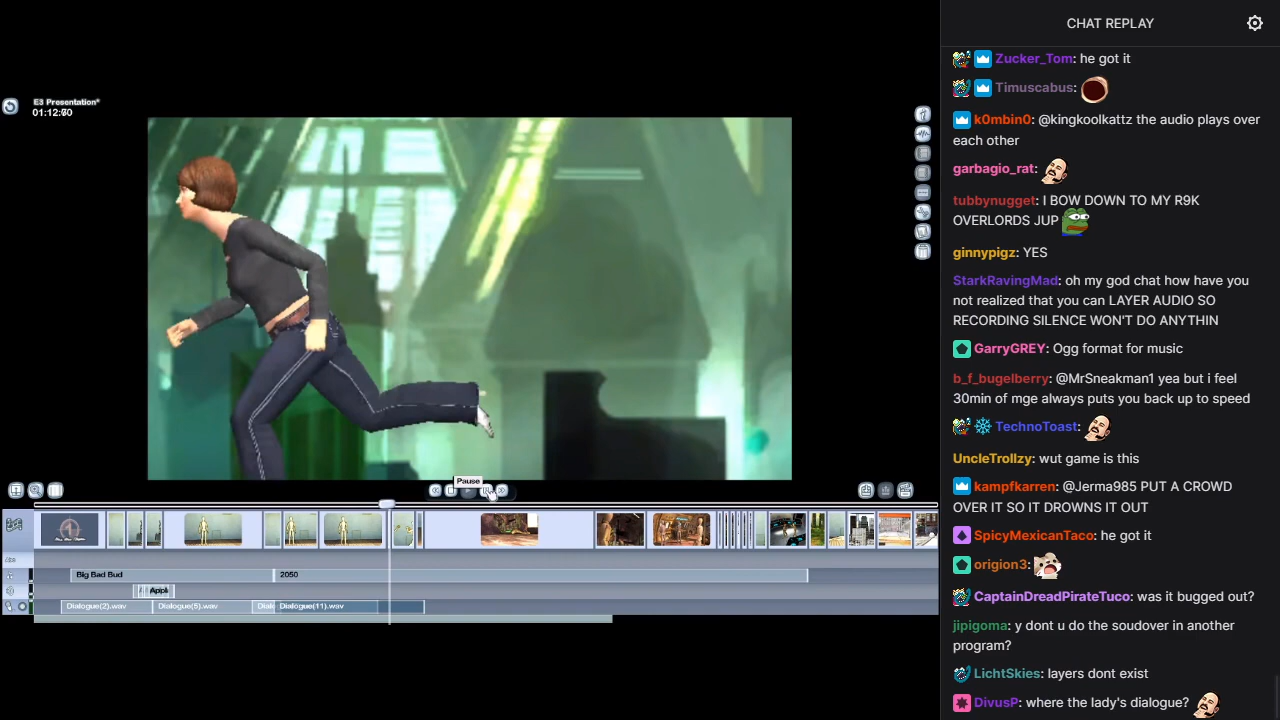 CHAT REPLAY
Zucker_Tom: he got it
Timuscabus:
k0mbin0: @kingkoolkattz the audio plays over
each other
garbagio_rat:
tubbynugget: I BOW DOWN TO MY R9K
OVERLORDS JUP
ginnypigz: YES
StarkRavingMad: oh my god chat how have you
not realized that you can LAYER AUDIO SO
RECORDING SILENCE WON'T DO ANYTHIN
GarryGREY: Ogg format for music
b_f_bugelberry: @MrSneakman1 yea but i feel
30min of mge always puts you back up to speed
TechnoToast:
UncleTrollzy: wut game is this
kampfkarren: @Jerma985 PUT A CROWD
OVER IT SO IT DROWNS IT OUT
SpicyMexicanTaco: he got it
origion3:
CaptainDreadPirateTuco: was it bugged out?
jipigoma: y dont u do the soudover in another
program?
LichtSkies: layers dont exist
DivusP: where the lady's dialogue?
E3 Presentation*
Pause
Big Bad Bud
2050
Appl
Dialogue(2).wav
Dialogue(5).wav
Dial
Dialogue(11).wav